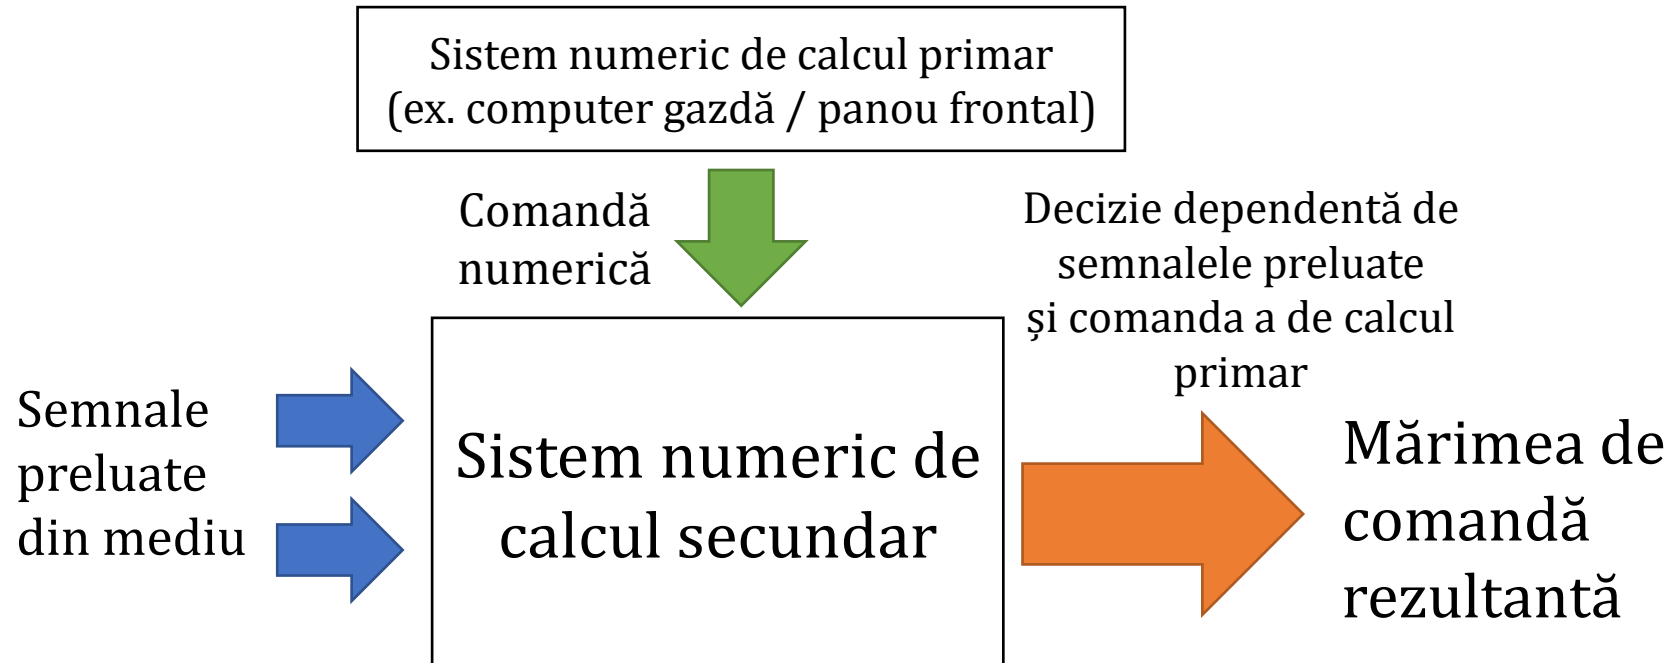 Sistem numeric de calcul primar
(ex. computer gazdă / panou frontal)
Comandă
numerică
Decizie dependentă de
semnalele preluate
și comanda a de calcul
primar
Semnale
preluate
din mediu
Sistem numeric de
calcul secundar
Mărimea de
comandă
rezultantă